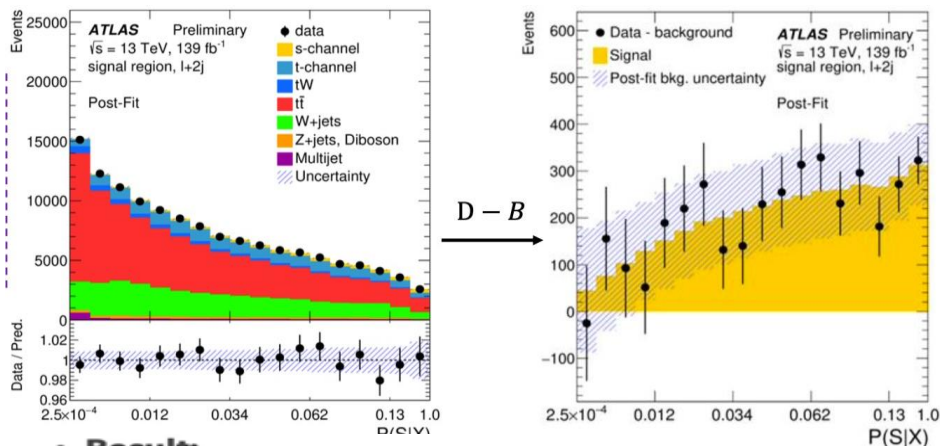 Events
25000
20000
15000
10000
5000
0
ATLAS Preliminary
√s = 13 TeV, 139 fb⁻¹
signal region, l+2j
Post-Fit
data
s-channel
t-channel
tW
tt̄
W+jets
Z+jets, Diboson
Multijet
Uncertainty
Data / Pred.
1.02
1
0.98
0.96
2.5×10⁻⁴ 0.012 0.034 0.062 0.13 1.0
P(S|X)
D − B
Events
600
500
400
300
200
100
0
−100
Data - background
Signal
Post-fit bkg. uncertainty
ATLAS Preliminary
√s = 13 TeV, 139 fb⁻¹
signal region, l+2j
Post-Fit
2.5×10⁻⁴ 0.012 0.034 0.062 0.13 1.0
P(S|X)